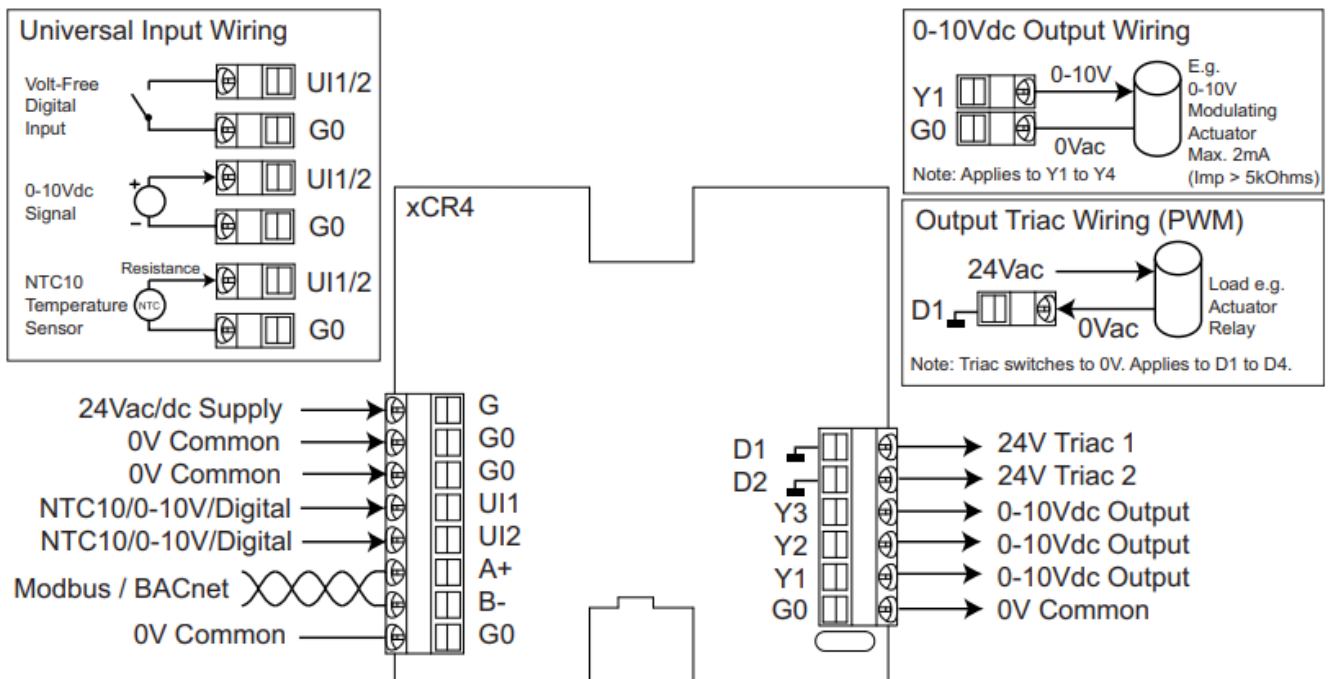 Universal Input Wiring
Volt-Free
Digital
Input
UI1/2
G0
0-10Vdc
Signal
+
-
UI1/2
G0
NTC10
Temperature
Sensor
Resistance
NTC
UI1/2
G0
0-10Vdc Output Wiring
Y1
G0
0-10V
0Vac
E.g.
0-10V
Modulating
Actuator
Max. 2mA
(Imp > 5kOhms)
Note: Applies to Y1 to Y4
Output Triac Wiring (PWM)
24Vac
D1
0Vac
Load e.g.
Actuator
Relay
Note: Triac switches to 0V. Applies to D1 to D4.
xCR4
24Vac/dc Supply G
0V Common G0
0V Common G0
NTC10/0-10V/Digital UI1
NTC10/0-10V/Digital UI2
Modbus / BACnet
A+
B-
0V Common G0
D1 24V Triac 1
D2 24V Triac 2
Y3 0-10Vdc Output
Y2 0-10Vdc Output
Y1 0-10Vdc Output
G0 0V Common